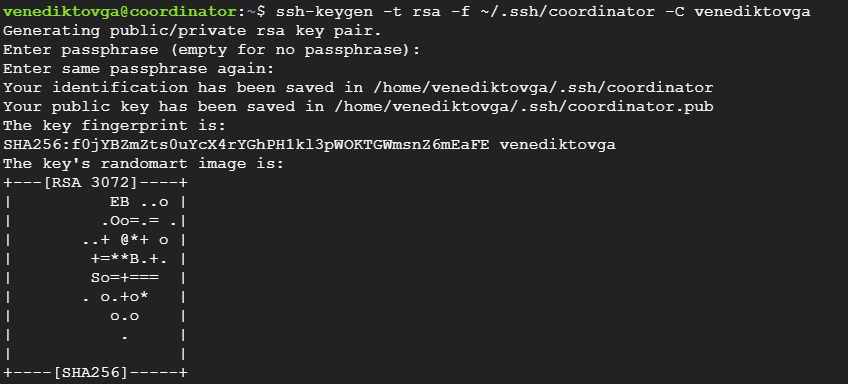 venediktovga@coordinator:~$ ssh-keygen -t rsa -f ~/.ssh/coordinator -C venediktovga
Generating public/private rsa key pair.
Enter passphrase (empty for no passphrase):
Enter same passphrase again:
Your identification has been saved in /home/venediktovga/.ssh/coordinator
Your public key has been saved in /home/venediktovga/.ssh/coordinator.pub
The key fingerprint is:
SHA256:f0jYBZmZts0uYcX4rYGhPH1kl3pWOKTGWmsnZ6mEaFE venediktovga
The key's randomart image is:
+---[RSA 3072]----+
|          EB ..o |
|         .Oo=.= .|
|       ..+ @*+ o |
|        +=**B.+. |
|        So=+===  |
|       . o.+o*   |
|          o.o    |
|           .     |
|                 |
+----[SHA256]-----+